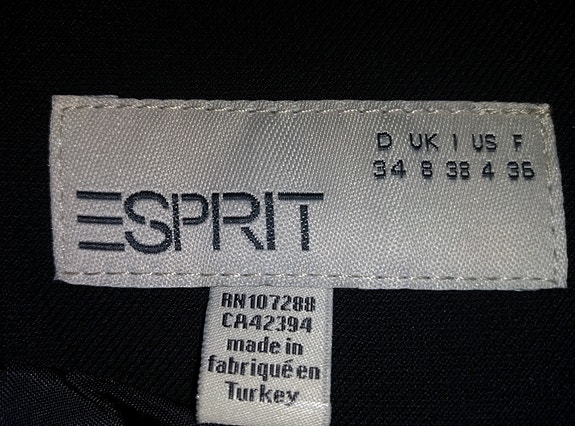 D UK I US F
34 8 38 4 36
ESPRIT
RN107288
CA42394
made in
fabriqué en
Turkey